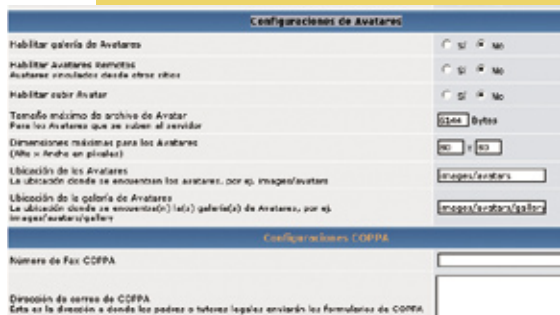 Configuraciones de Avatares
Habilitar galería de Avatares Sí No
Habilitar Avatares Remotos Sí No
Avatares vinculados desde otros sitios
Habilitar subir Avatar Sí No
Tamaño máximo de archivo de Avatar 6144 Bytes
Para los Avatares que se suben al servidor
Dimensiones máximas para los Avatares 80 x 80
(Alto x Ancho en pixeles)
Ubicación de los Avatares images/avatars
La ubicación donde se encuentran los avatares, por ej. images/avatars
Ubicación de la galería de Avatares images/avatars/gallery
La ubicación donde se encuentra(n) la(s) galería(s) de Avatares, por ej.
images/avatars/gallery
Configuraciones COPPA
Número de Fax COPPA
Dirección de correo de COPPA
Ésta es la dirección a donde los padres o tutores legales enviarán los formularios de COPPA